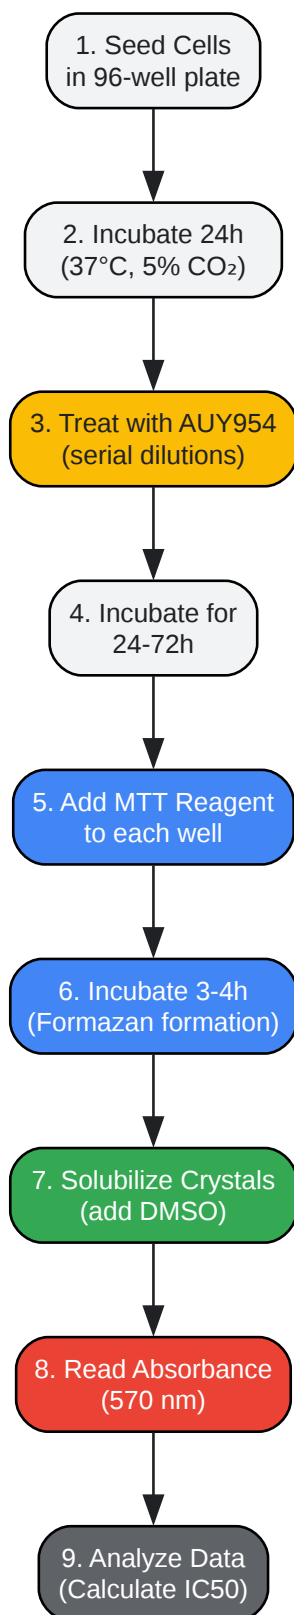 1. Seed Cells
in 96-well plate
2. Incubate 24h
(37°C, 5% CO₂)
3. Treat with AUY954
(serial dilutions)
4. Incubate for
24-72h
5. Add MTT Reagent
to each well
6. Incubate 3-4h
(Formazan formation)
7. Solubilize Crystals
(add DMSO)
8. Read Absorbance
(570 nm)
9. Analyze Data
(Calculate IC50)